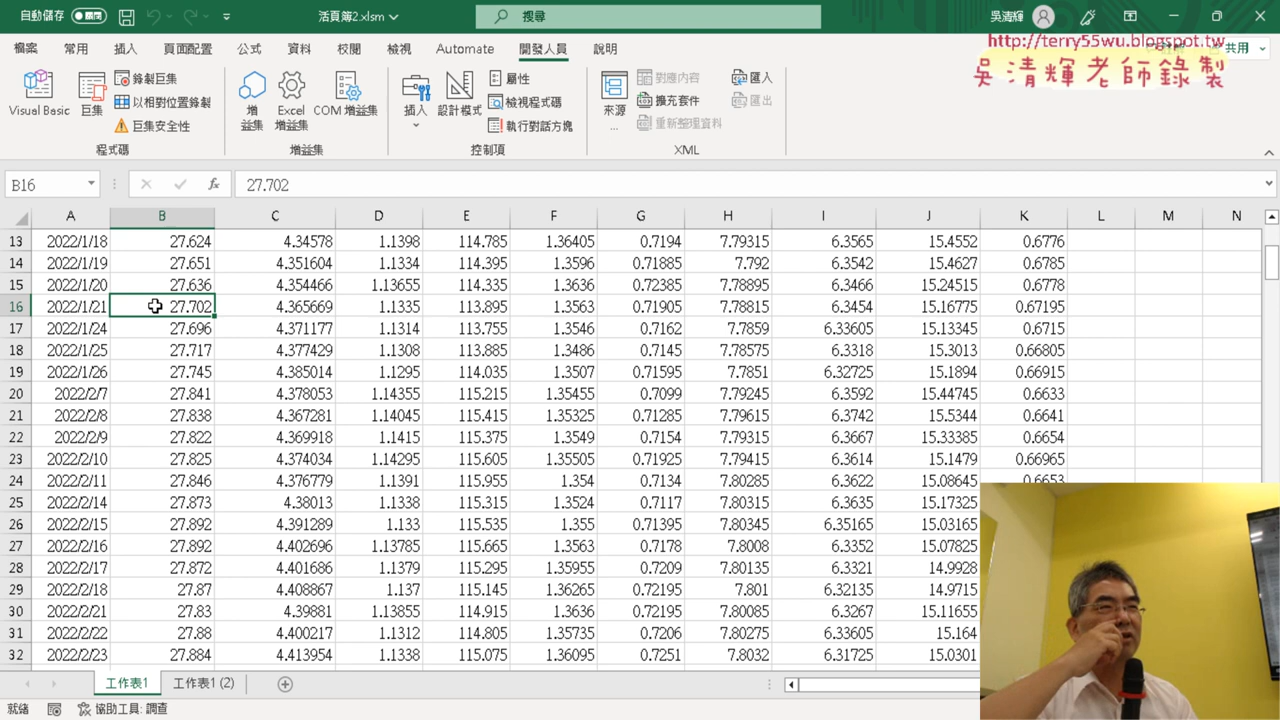 自動儲存 關閉 活頁簿2.xlsm 搜尋 吳清輝
http://terry55wu.blogspot.tw
吳清輝老師錄製
檔案 常用 插入 頁面配置 公式 資料 校閱 檢視 Automate 開發人員 說明 共用
Visual Basic 巨集 錄製巨集 以相對位置錄製 巨集安全性 增益集 Excel 增益集 COM 增益集 插入 設計模式 屬性 檢視程式碼 執行對話方塊 來源... 對應內容 擴充套件 重新整理資料 匯入 匯出
程式碼 增益集 控制項 XML
B16 fx 27.702
A B C D E F G H I J K L M N
13 2022/1/18 27.624 4.34578 1.1398 114.785 1.36405 0.7194 7.79315 6.3565 15.4552 0.6776
14 2022/1/19 27.651 4.351604 1.1334 114.395 1.3596 0.71885 7.792 6.3542 15.4627 0.6785
15 2022/1/20 27.636 4.354466 1.13655 114.335 1.3636 0.72385 7.78895 6.3466 15.24515 0.6778
16 2022/1/21 27.702 4.365669 1.1335 113.895 1.3563 0.71905 7.78815 6.3454 15.16775 0.67195
17 2022/1/24 27.696 4.371177 1.1314 113.755 1.3546 0.7162 7.7859 6.33605 15.13345 0.6715
18 2022/1/25 27.717 4.377429 1.1308 113.885 1.3486 0.7145 7.78575 6.3318 15.3013 0.66805
19 2022/1/26 27.745 4.385014 1.1295 114.035 1.3507 0.71595 7.7851 6.32725 15.1894 0.66915
20 2022/2/7 27.841 4.378053 1.14355 115.215 1.35455 0.7099 7.79245 6.3592 15.44745 0.6633
21 2022/2/8 27.838 4.367281 1.14045 115.415 1.35325 0.71285 7.79615 6.3742 15.5344 0.6641
22 2022/2/9 27.822 4.369918 1.1415 115.375 1.3549 0.7154 7.79315 6.3667 15.33385 0.6654
23 2022/2/10 27.825 4.374034 1.14295 115.605 1.35505 0.71925 7.79415 6.3614 15.1479 0.66965
24 2022/2/11 27.846 4.376779 1.1391 115.955 1.354 0.7134 7.80285 6.3622 15.08645 0.6653
25 2022/2/14 27.873 4.38013 1.1338 115.315 1.3524 0.7117 7.80315 6.3635 15.17325
26 2022/2/15 27.892 4.391289 1.133 115.535 1.355 0.71395 7.80345 6.35165 15.03165
27 2022/2/16 27.892 4.402696 1.13785 115.665 1.3563 0.7178 7.8008 6.3352 15.07825
28 2022/2/17 27.872 4.401686 1.1379 115.295 1.35955 0.7209 7.80135 6.3321 14.9928
29 2022/2/18 27.87 4.408867 1.137 115.145 1.36265 0.72195 7.801 6.32135 14.9715
30 2022/2/21 27.83 4.39881 1.13855 114.915 1.3636 0.72195 7.80085 6.3267 15.11655
31 2022/2/22 27.88 4.400217 1.1312 114.805 1.35735 0.7206 7.80275 6.33605 15.164
32 2022/2/23 27.884 4.413954 1.1338 115.075 1.36095 0.7251 7.8032 6.31725 15.0301
工作表1 工作表1 (2)
就緒 協助工具: 調查